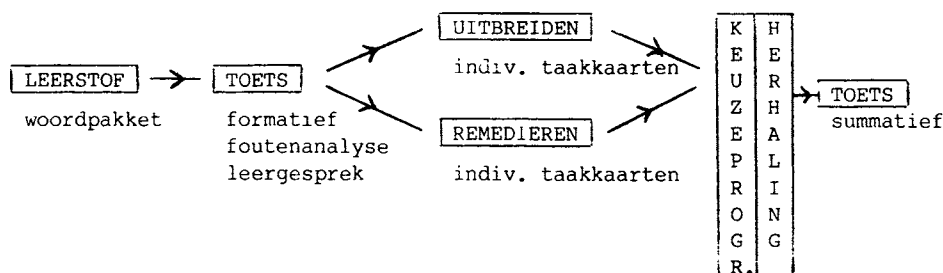 LEERSTOF
woordpakket
TOETS
formatief
foutenanalyse
leergesprek
UITBREIDEN
indiv. taakkaarten
REMEDIEREN
indiv. taakkaarten
KEUZEPROGR.
HERHALING
TOETS
summatief